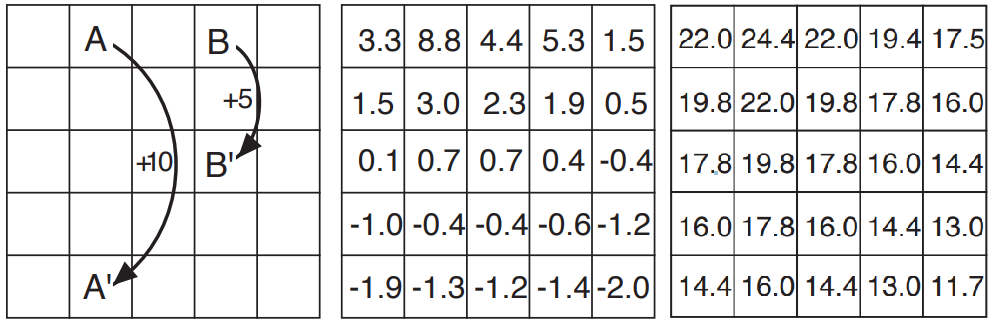 A B
+5
+10 B'
A'
3.3 8.8 4.4 5.3 1.5
1.5 3.0 2.3 1.9 0.5
0.1 0.7 0.7 0.4 -0.4
-1.0 -0.4 -0.4 -0.6 -1.2
-1.9 -1.3 -1.2 -1.4 -2.0
22.0 24.4 22.0 19.4 17.5
19.8 22.0 19.8 17.8 16.0
17.8 19.8 17.8 16.0 14.4
16.0 17.8 16.0 14.4 13.0
14.4 16.0 14.4 13.0 11.7